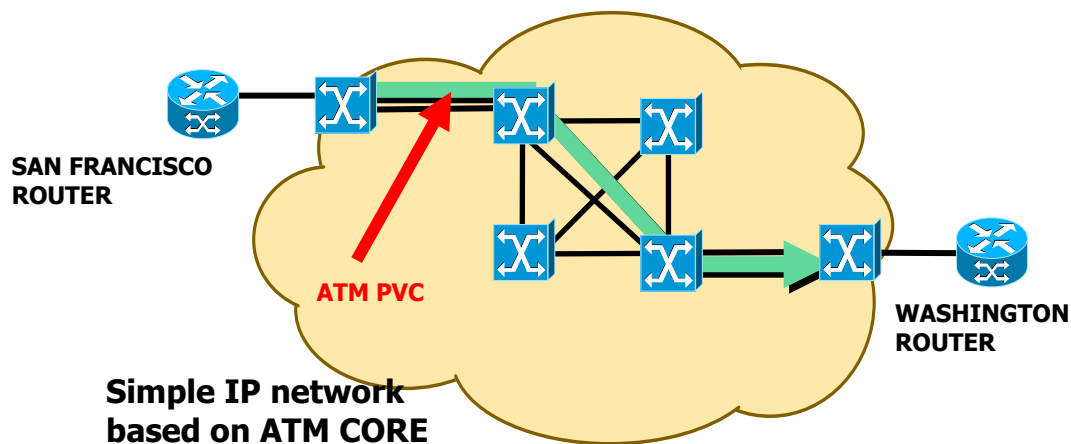 SAN FRANCISCO
ROUTER
ATM PVC
WASHINGTON
ROUTER
Simple IP network
based on ATM CORE